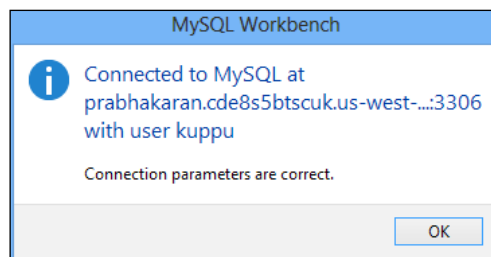 MySQL Workbench
Connected to MySQL at
prabhakaran.cde8s5btscuk.us-west-...:3306
with user kuppu
Connection parameters are correct.
OK